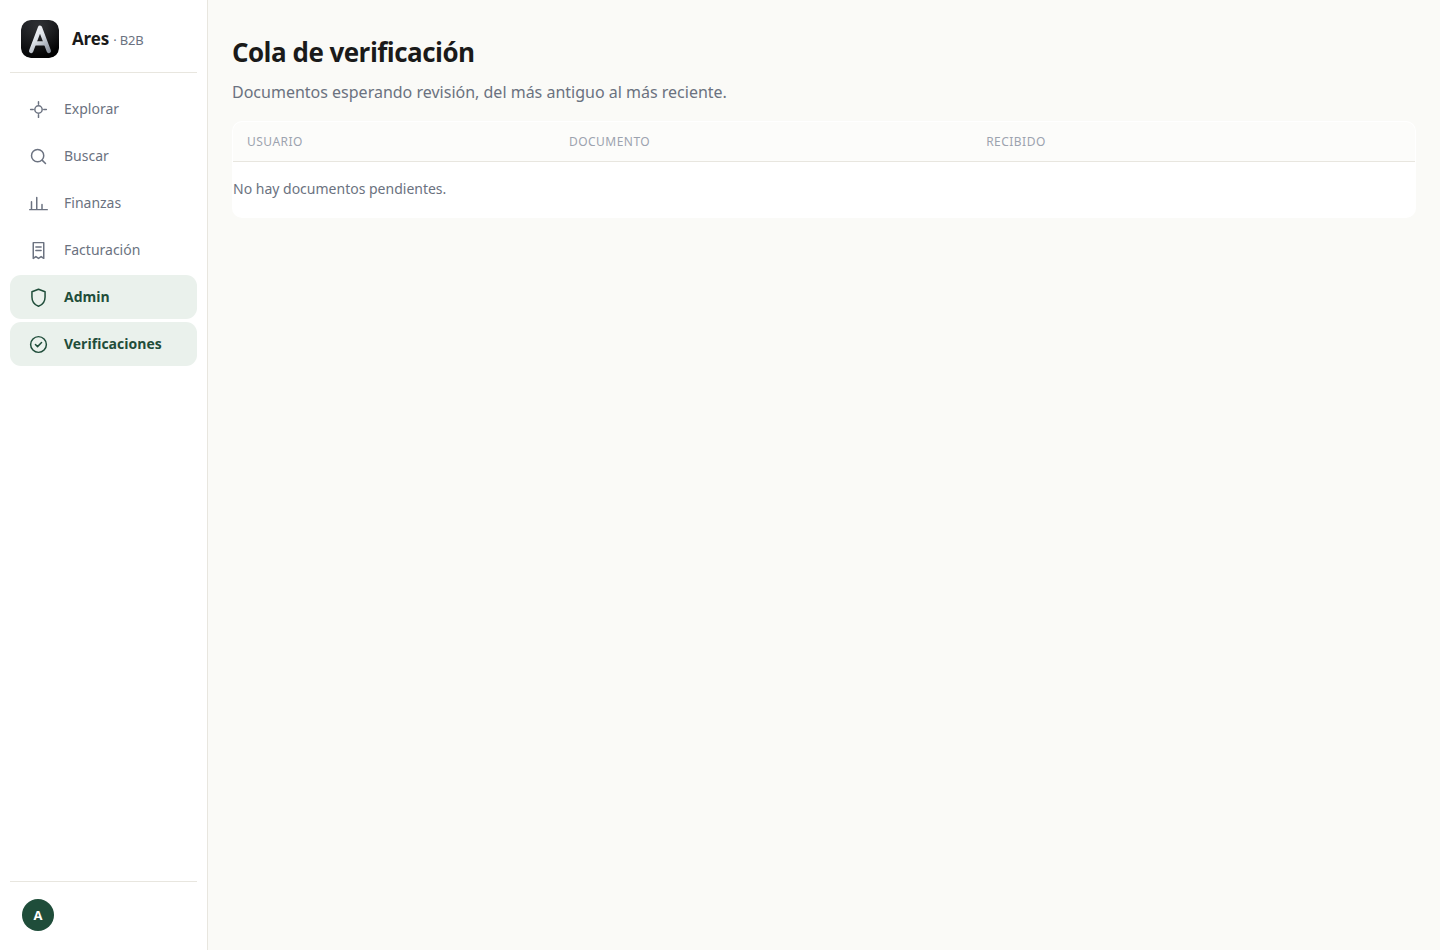 Ares · B2B
Explorar
Buscar
Finanzas
Facturación
Admin
Verificaciones
A
Cola de verificación
Documentos esperando revisión, del más antiguo al más reciente.
USUARIO DOCUMENTO RECIBIDO
No hay documentos pendientes.